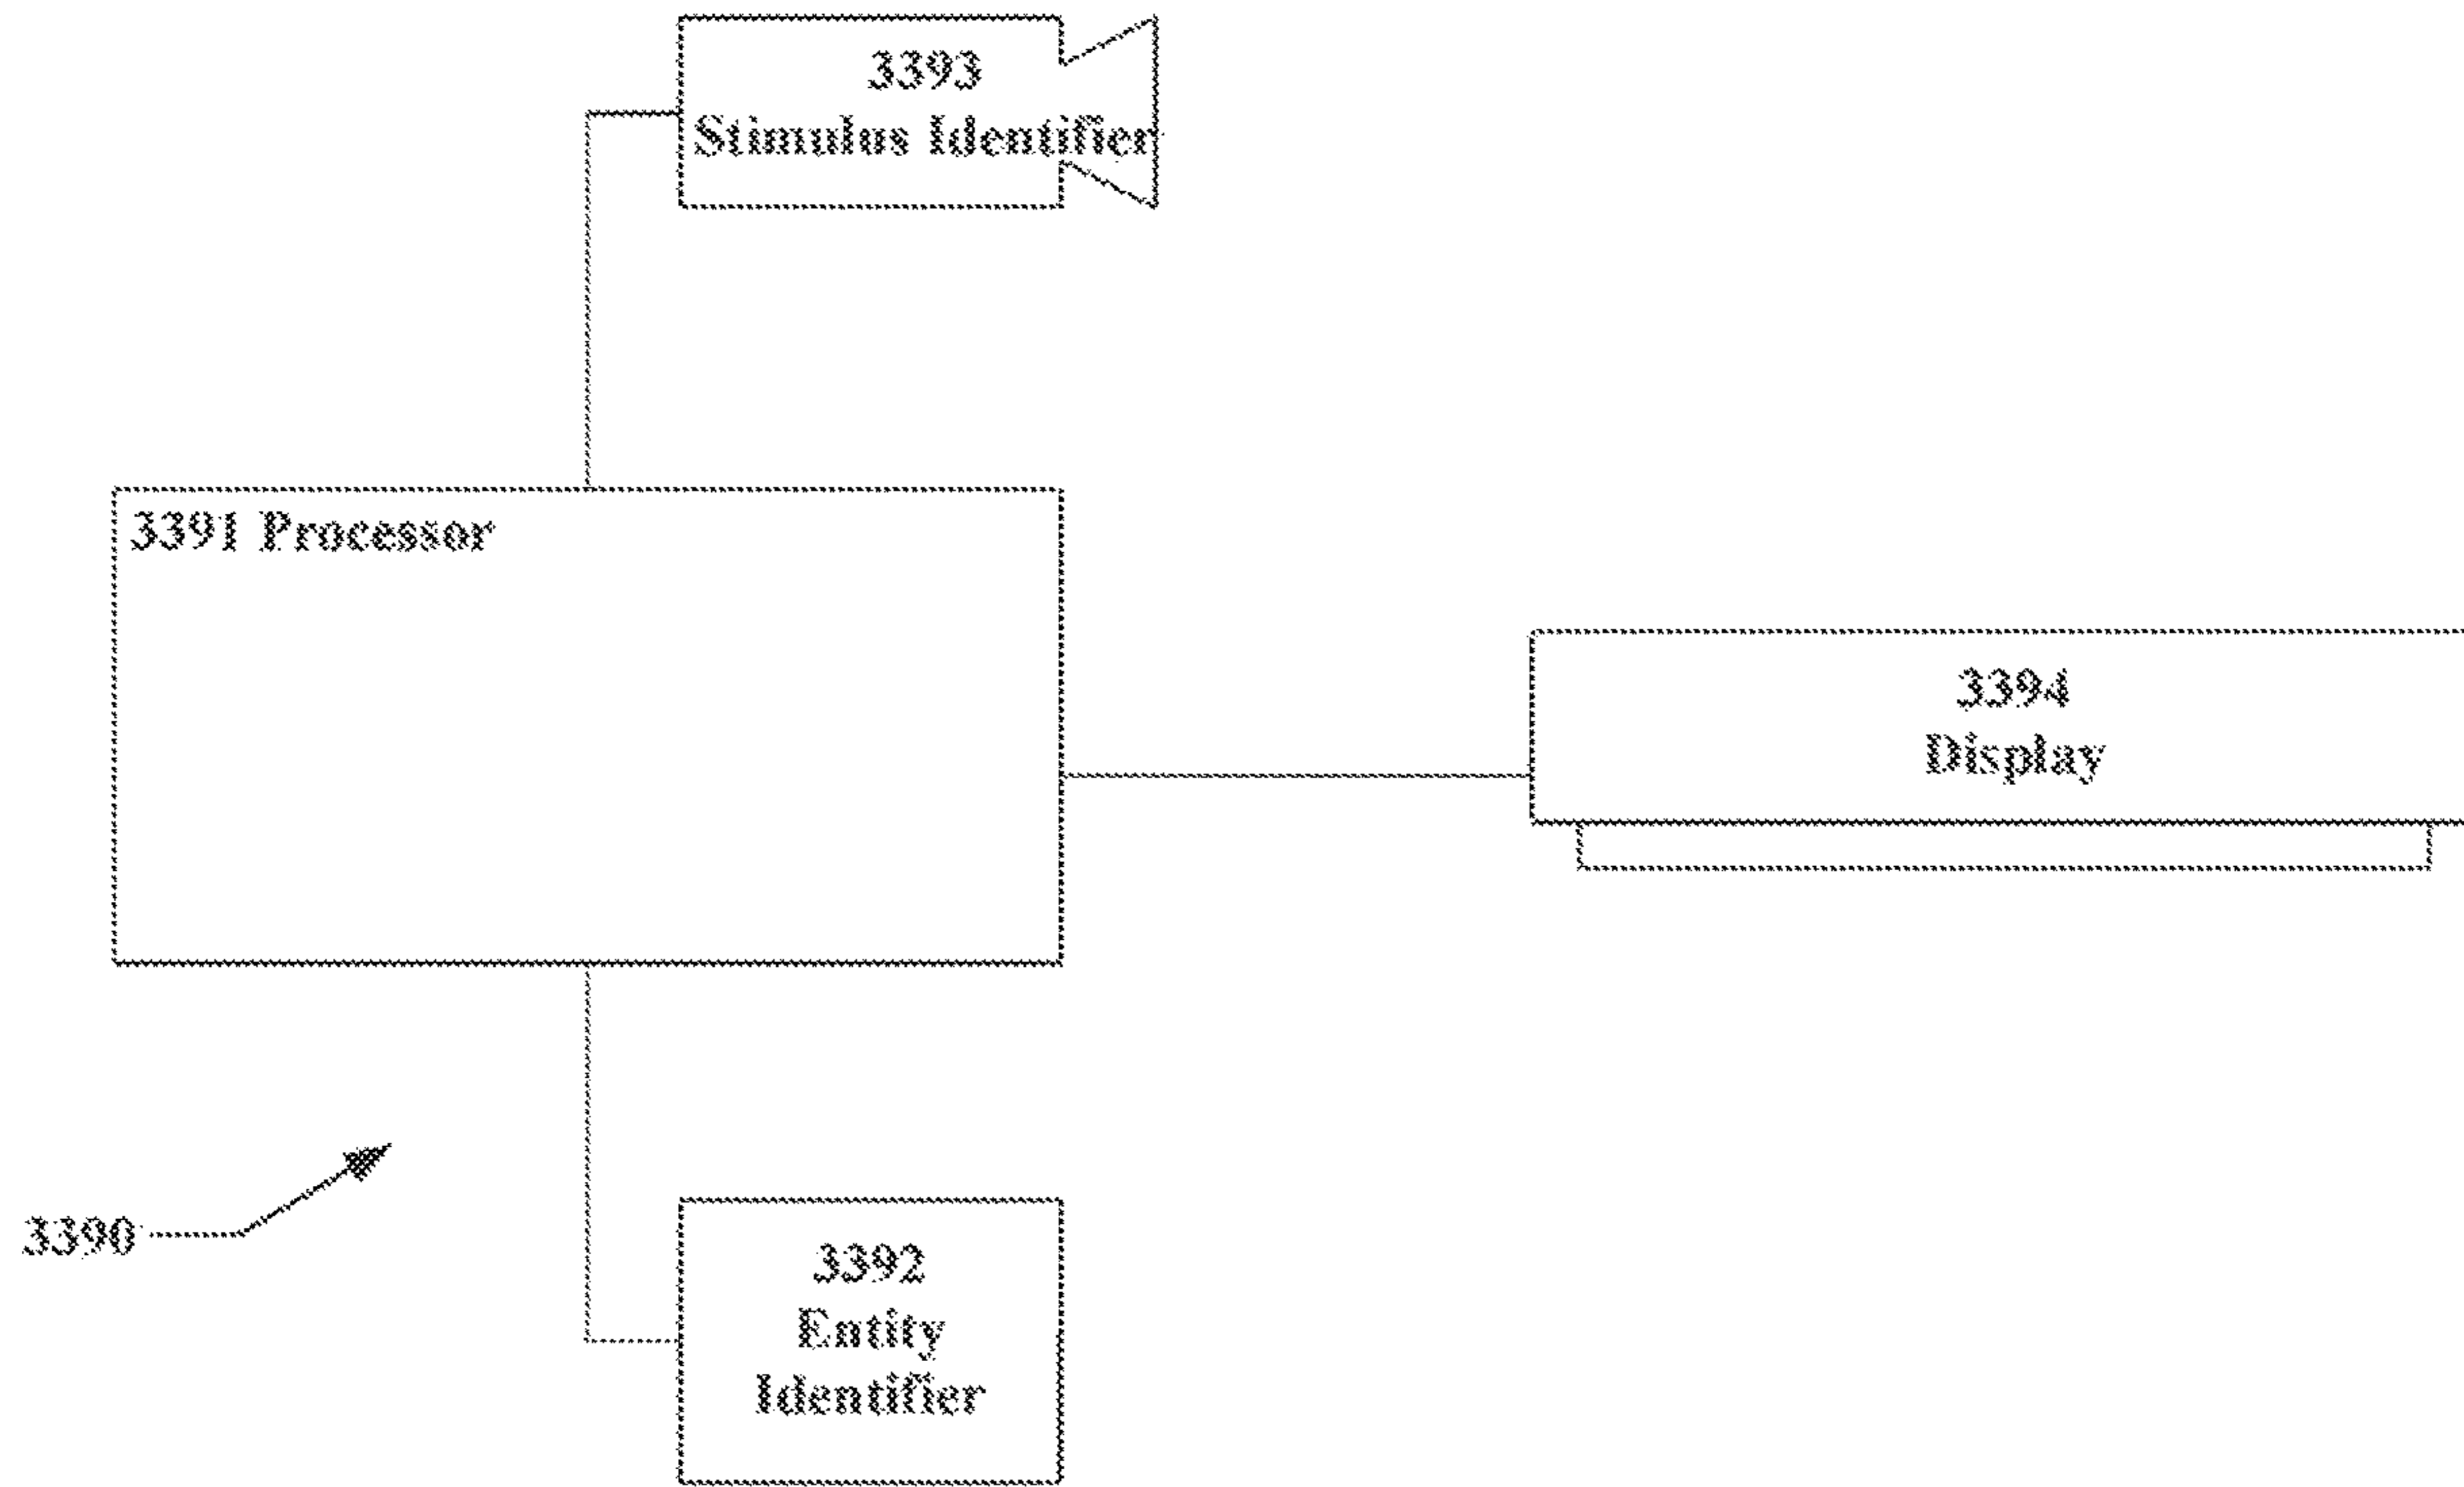 3393
Stimulus Identifier
3391 Processor
3394
Display
3390
3392
Entity
Identifier